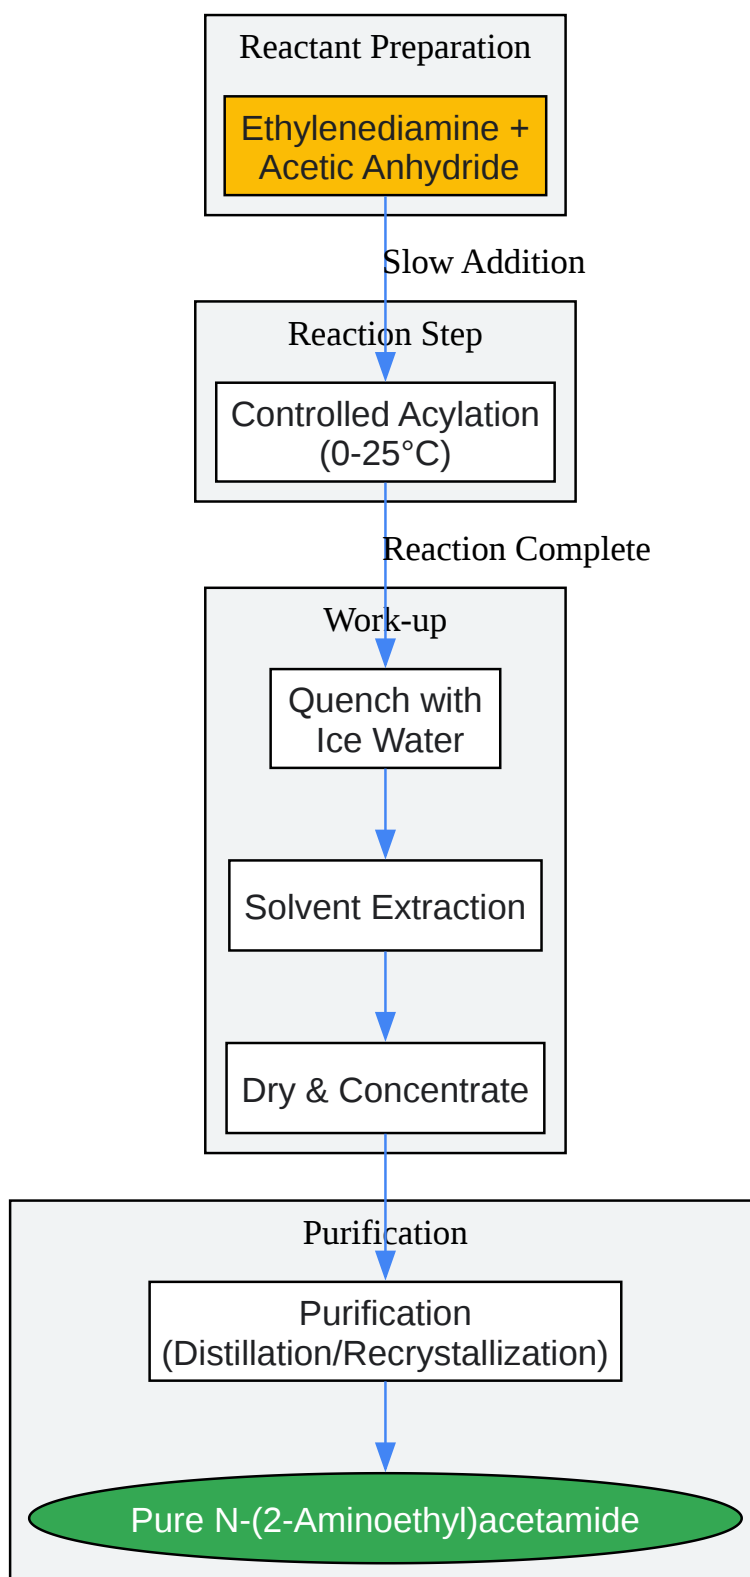 Reactant Preparation
Ethylenediamine +
Acetic Anhydride
Slow Addition
Reaction Step
Controlled Acylation
(0-25°C)
Reaction Complete
Work-up
Quench with
Ice Water
Solvent Extraction
Dry & Concentrate
Purification
Purification
(Distillation/Recrystallization)
Pure N-(2-Aminoethyl)acetamide